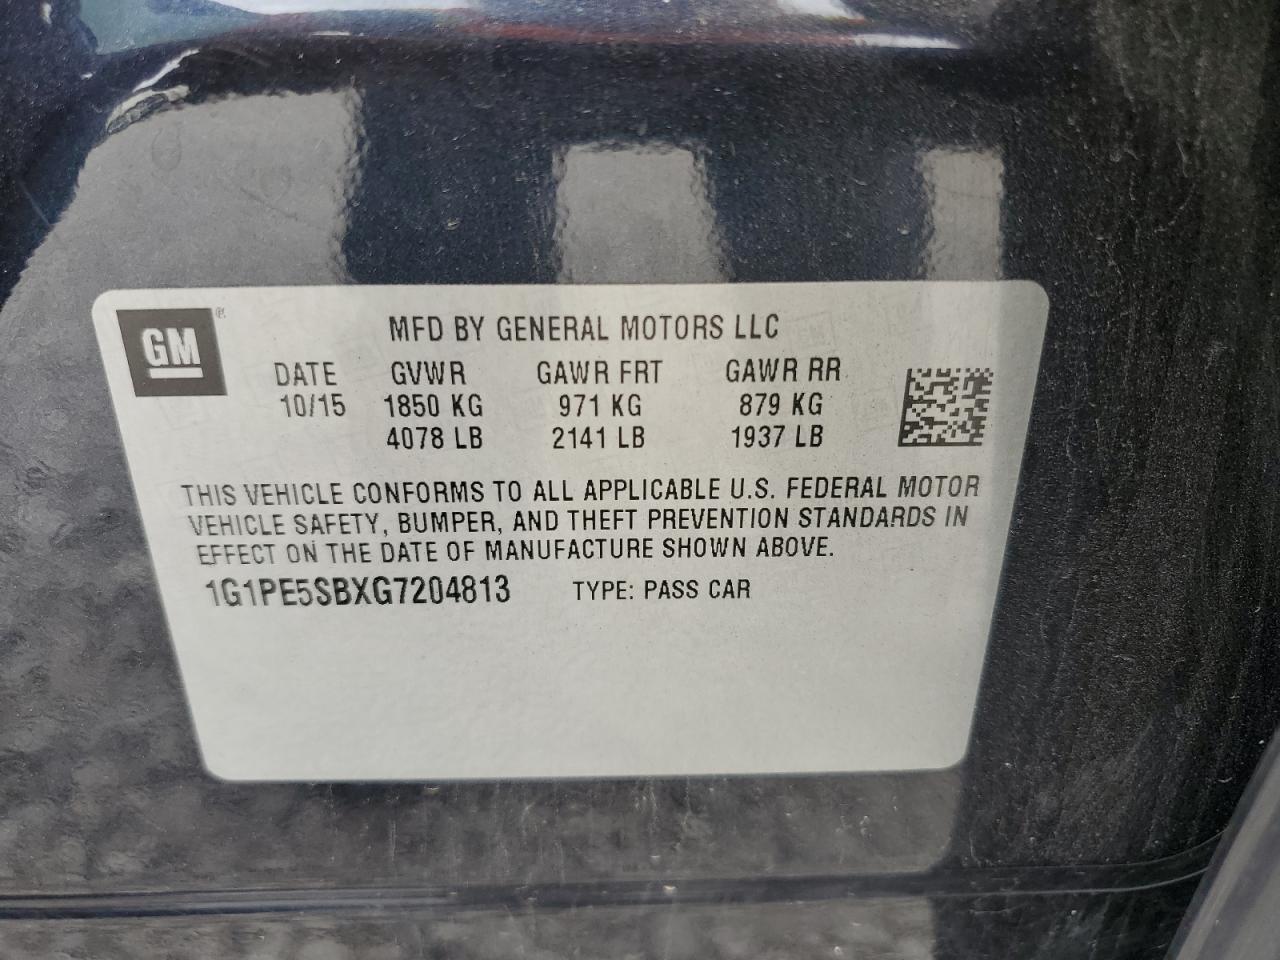 GM®
MFD BY GENERAL MOTORS LLC
DATE GVWR GAWR FRT GAWR RR
10/15 1850 KG 971 KG 879 KG
4078 LB 2141 LB 1937 LB
THIS VEHICLE CONFORMS TO ALL APPLICABLE U.S. FEDERAL MOTOR
VEHICLE SAFETY, BUMPER, AND THEFT PREVENTION STANDARDS IN
EFFECT ON THE DATE OF MANUFACTURE SHOWN ABOVE.
1G1PE5SBXG7204813 TYPE: PASS CAR